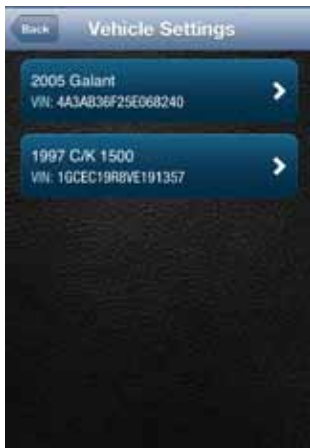 Back
Vehicle Settings
2005 Galant
VIN: 4A3AB36F25E068240
1997 C/K 1500
VIN: 1GCEC19R8VE191357